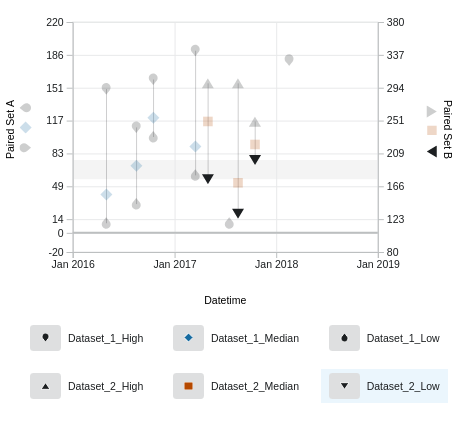 220
186
151
117
83
49
14
0
-20
380
337
294
251
209
166
123
80
Paired Set A
Paired Set B
Jan 2016
Jan 2017
Jan 2018
Jan 2019
Datetime
Dataset_1_High
Dataset_1_Median
Dataset_1_Low
Dataset_2_High
Dataset_2_Median
Dataset_2_Low